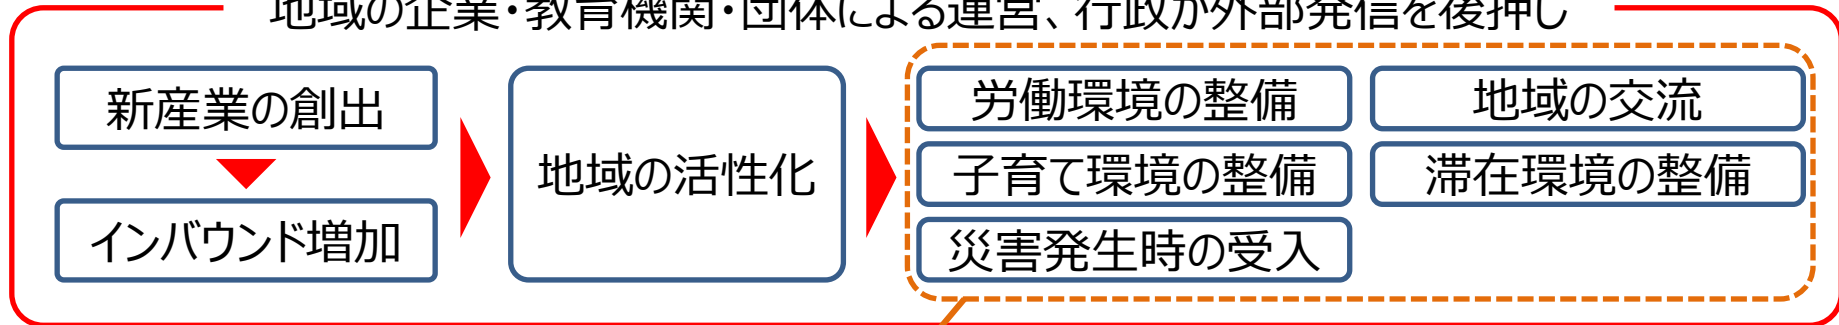 地域の企業・教育機関・団体による運営、行政が外部発信を後押し
新産業の創出
インバウンド増加
地域の活性化
労働環境の整備
地域の交流
子育て環境の整備
滞在環境の整備
災害発生時の受入